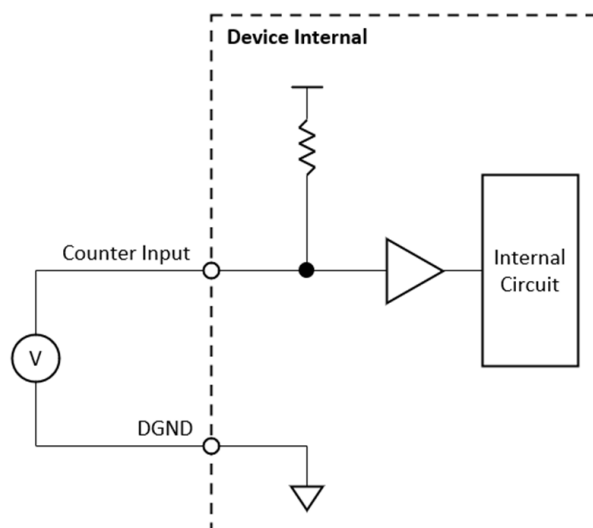 Device Internal
Counter Input
Internal
Circuit
V
DGND